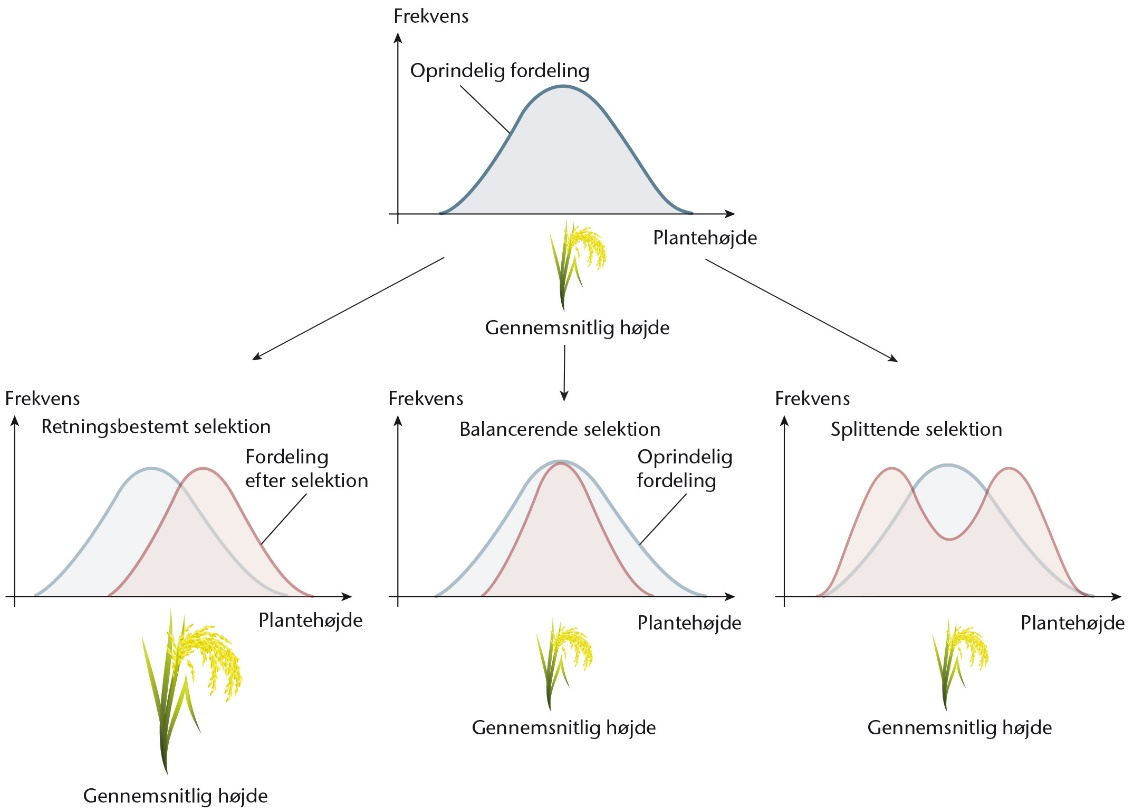 Frekvens
Oprindelig fordeling
Plantehøjde
Gennemsnitlig højde
Frekvens
Retningsbestemt selektion
Fordeling
efter selektion
Plantehøjde
Gennemsnitlig højde
Frekvens
Balancerende selektion
Oprindelig
fordeling
Plantehøjde
Gennemsnitlig højde
Frekvens
Splittende selektion
Plantehøjde
Gennemsnitlig højde